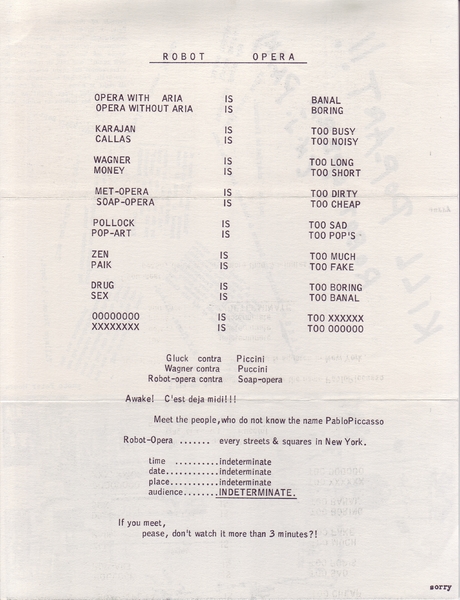 ROBOT OPERA
OPERA WITH ARIA IS BANAL
OPERA WITHOUT ARIA IS BORING
KARAJAN IS TOO BUSY
CALLAS IS TOO NOISY
WAGNER IS TOO LONG
MONEY IS TOO SHORT
MET-OPERA IS TOO DIRTY
SOAP-OPERA IS TOO CHEAP
POLLOCK IS TOO SAD
POP-ART IS TOO POP'S
ZEN IS TOO MUCH
PAIK IS TOO FAKE
DRUG IS TOO BORING
SEX IS TOO BANAL
OOOOOOOO IS TOO XXXXXX
XXXXXXXX IS TOO OOOOOO
Gluck contra Piccini
Wagner contra Puccini
Robot-opera contra Soap-opera
Awake! C'est deja midi!!!
Meet the people,who do not know the name PabloPiccasso
Robot-Opera ....... every streets & squares in New York.
time ..........indeterminate
date............indeterminate
place...........indeterminate
audience........INDETERMINATE.
If you meet,
pease, don't watch it more than 3 minutes?!
sorry